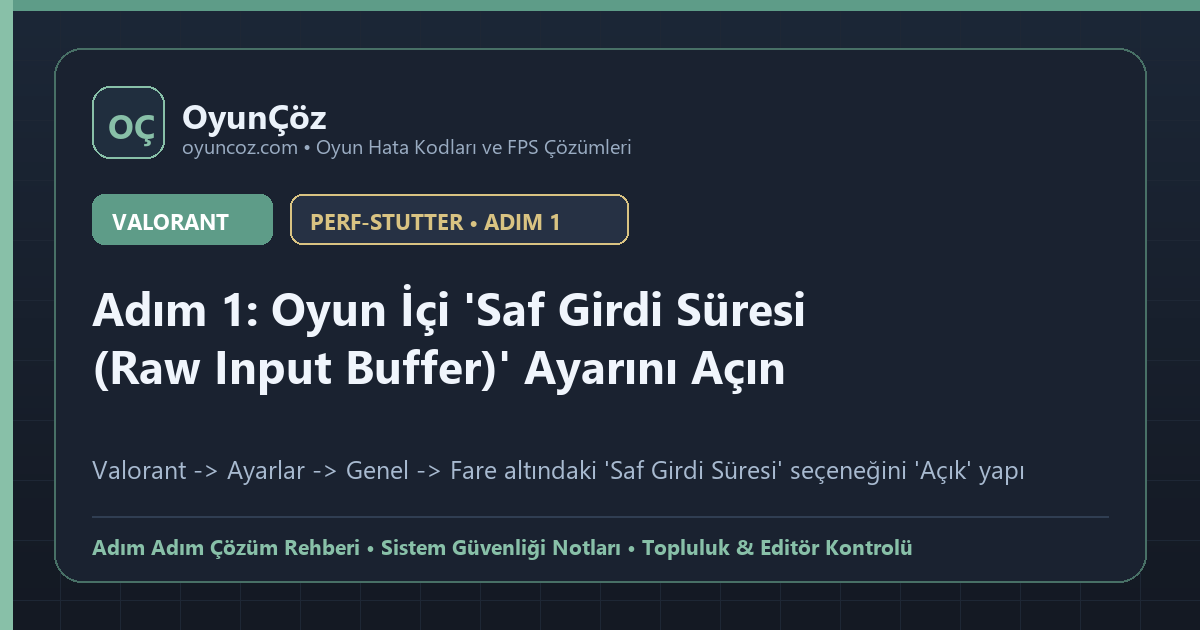 OÇ
OyunÇöz
oyuncoz.com • Oyun Hata Kodları ve FPS Çözümleri
VALORANT
PERF-STUTTER • ADIM 1
Adım 1: Oyun İçi 'Saf Girdi Süresi
(Raw Input Buffer)' Ayarını Açın
Valorant -> Ayarlar -> Genel -> Fare altındaki 'Saf Girdi Süresi' seçeneğini 'Açık' yapı
Adım Adım Çözüm Rehberi • Sistem Güvenliği Notları • Topluluk & Editör Kontrolü